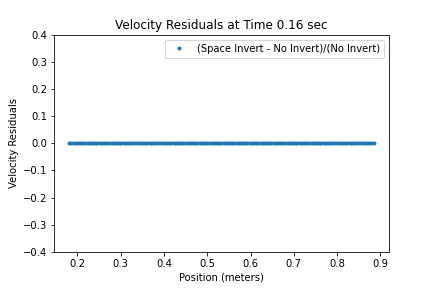 Velocity Residuals at Time 0.16 sec
(Space Invert - No Invert)/(No Invert)
0.4
0.3
0.2
0.1
0.0
−0.1
−0.2
−0.3
−0.4
Velocity Residuals
0.2 0.3 0.4 0.5 0.6 0.7 0.8 0.9
Position (meters)